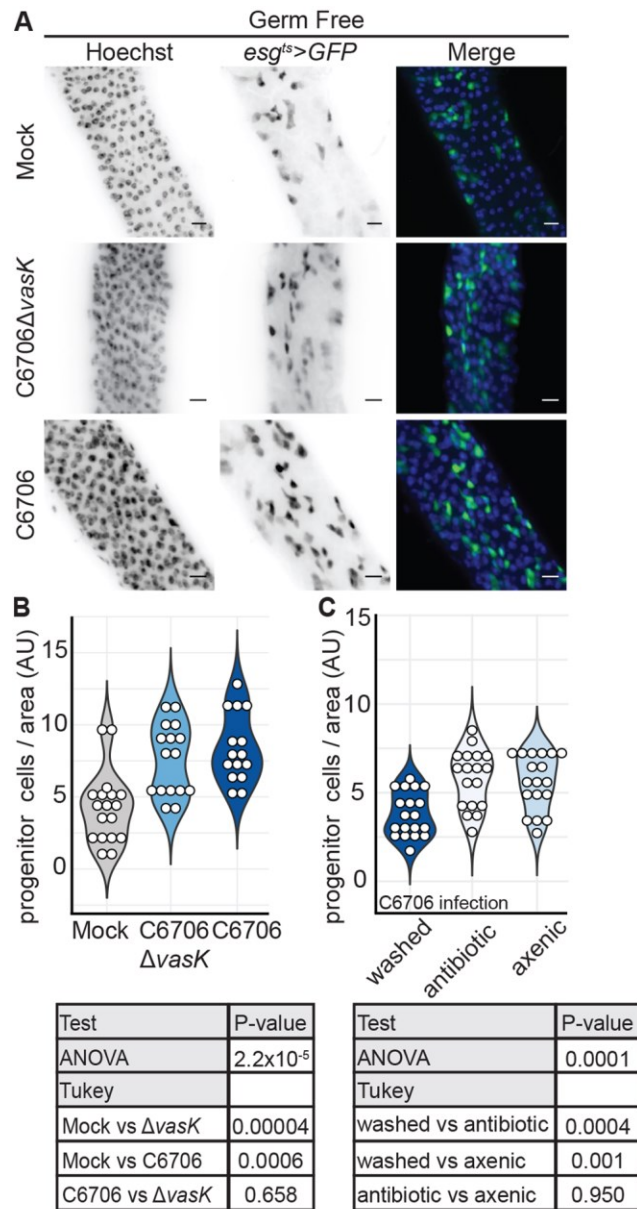 A
Germ Free
Hoechst esgᵗˢ>GFP Merge
Mock
C6706ΔvasK
C6706
B
progenitor cells / area (AU)
15
10
5
0
Mock C6706 C6706
ΔvasK
C
progenitor cells / area (AU)
15
10
5
0
C6706 infection
washed antibiotic axenic
Test P-value
ANOVA 2.2x10⁻⁵
Tukey
Mock vs ΔvasK 0.00004
Mock vs C6706 0.0006
C6706 vs ΔvasK 0.658
Test P-value
ANOVA 0.0001
Tukey
washed vs antibiotic 0.0004
washed vs axenic 0.001
antibiotic vs axenic 0.950